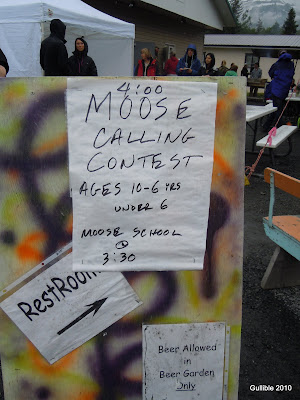 4:00
MOOSE
CALLING
CONTEST
AGES 10-6 YRS
UNDER 6
MOOSE SCHOOL
@
3:30
RestRoom
Beer Allowed
in
Beer Garden
Only
Gullible 2010